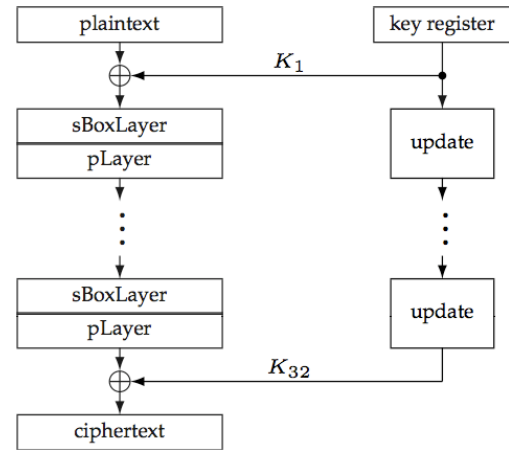 plaintext
key register
K₁
sBoxLayer
pLayer
update
sBoxLayer
pLayer
update
K₃₂
ciphertext